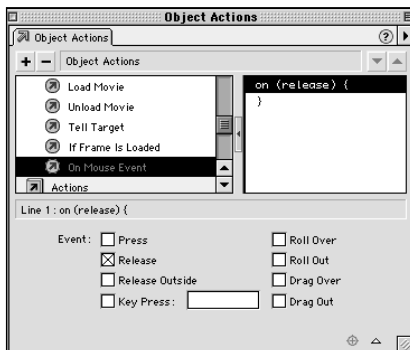 Object Actions
Object Actions
+ - Object Actions
Load Movie
Unload Movie
Tell Target
If Frame Is Loaded
On Mouse Event
Actions
on (release) {
}
Line 1 : on (release) {
Event: Press Roll Over
Release Roll Out
Release Outside Drag Over
Key Press: Drag Out